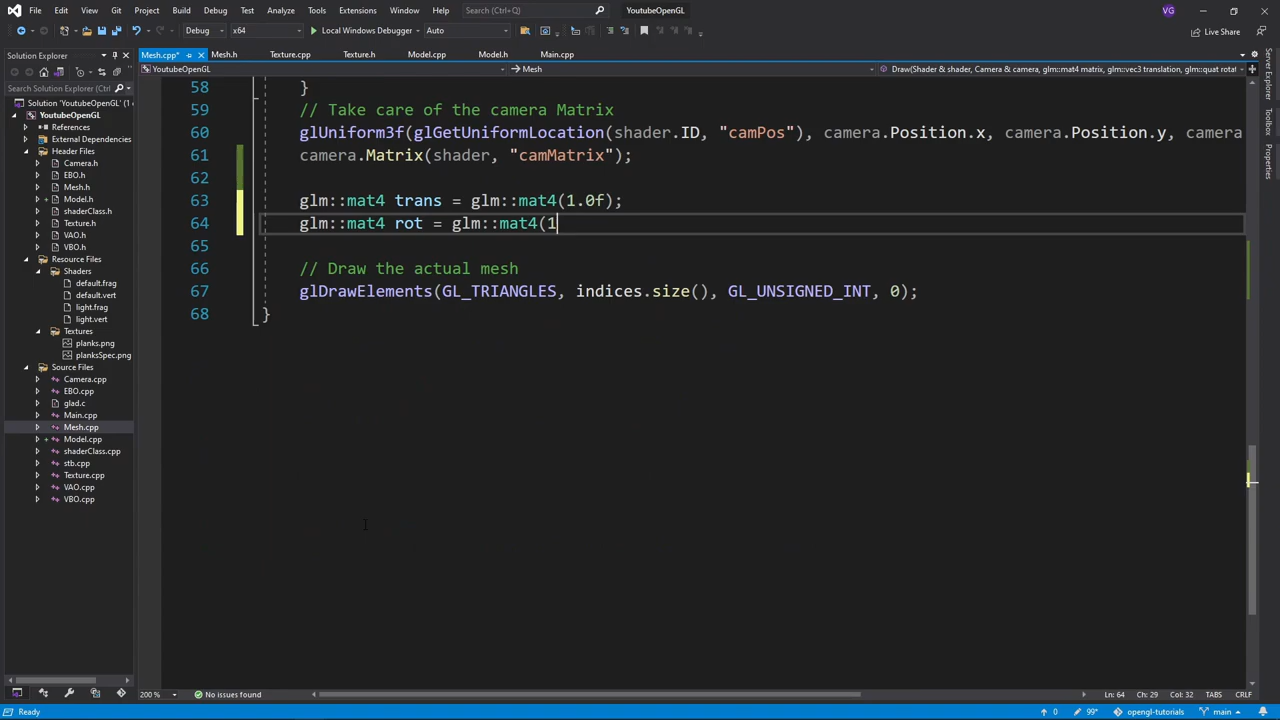 File Edit View Git Project Build Debug Test Analyze Tools Extensions Window Help Search (Ctrl+Q) YoutubeOpenGL VG
Debug x64 Local Windows Debugger Auto Live Share
Solution Explorer
Search Solution Explorer (Ctrl+;)
Solution 'YoutubeOpenGL' (1
YoutubeOpenGL
References
External Dependencies
Header Files
Camera.h
EBO.h
Mesh.h
Model.h
shaderClass.h
Texture.h
VAO.h
VBO.h
Resource Files
Shaders
default.frag
default.vert
light.frag
light.vert
Textures
planks.png
planksSpec.png
Source Files
Camera.cpp
EBO.cpp
glad.c
Main.cpp
Mesh.cpp
Model.cpp
shaderClass.cpp
stb.cpp
Texture.cpp
VAO.cpp
VBO.cpp
Mesh.cpp* Mesh.h Texture.cpp Texture.h Model.cpp Model.h Main.cpp
YoutubeOpenGL Mesh Draw(Shader & shader, Camera & camera, glm::mat4 matrix, glm::vec3 translation, glm::quat rotat
58 }
59 // Take care of the camera Matrix
60 glUniform3f(glGetUniformLocation(shader.ID, "camPos"), camera.Position.x, camera.Position.y, camera
61 camera.Matrix(shader, "camMatrix");
62
63 glm::mat4 trans = glm::mat4(1.0f);
64 glm::mat4 rot = glm::mat4(1
65
66 // Draw the actual mesh
67 glDrawElements(GL_TRIANGLES, indices.size(), GL_UNSIGNED_INT, 0);
68 }
Server Explorer
Toolbox
Properties
200 % No issues found Ln: 64 Ch: 29 Col: 32 TABS CRLF
Ready 0 99+ opengl-tutorials main